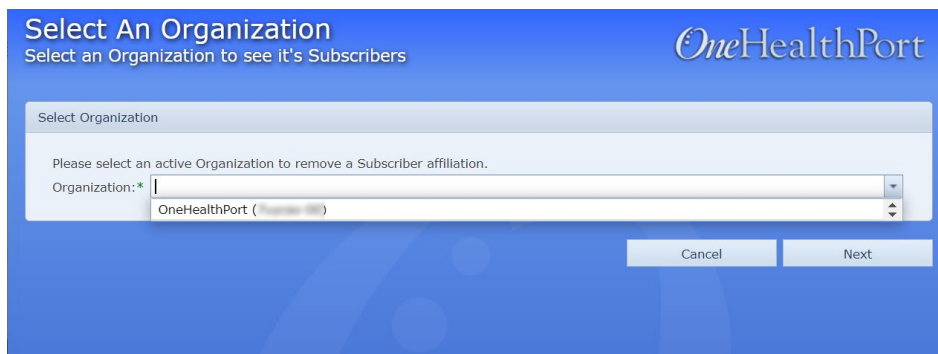 Select An Organization
Select an Organization to see it's Subscribers
OneHealthPort
Select Organization
Please select an active Organization to remove a Subscriber affiliation.
Organization:*
OneHealthPort ( )
Cancel Next